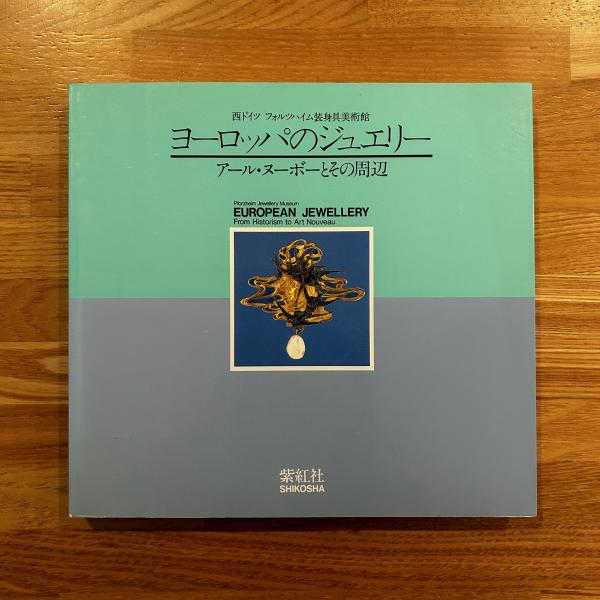 西ドイツ フォルツハイム装身具美術館
ヨーロッパのジュエリー
アール・ヌーボーとその周辺
Pforzheim Jewellery Museum
EUROPEAN JEWELLERY
From Historism to Art Nouveau
紫紅社
SHIKOSHA